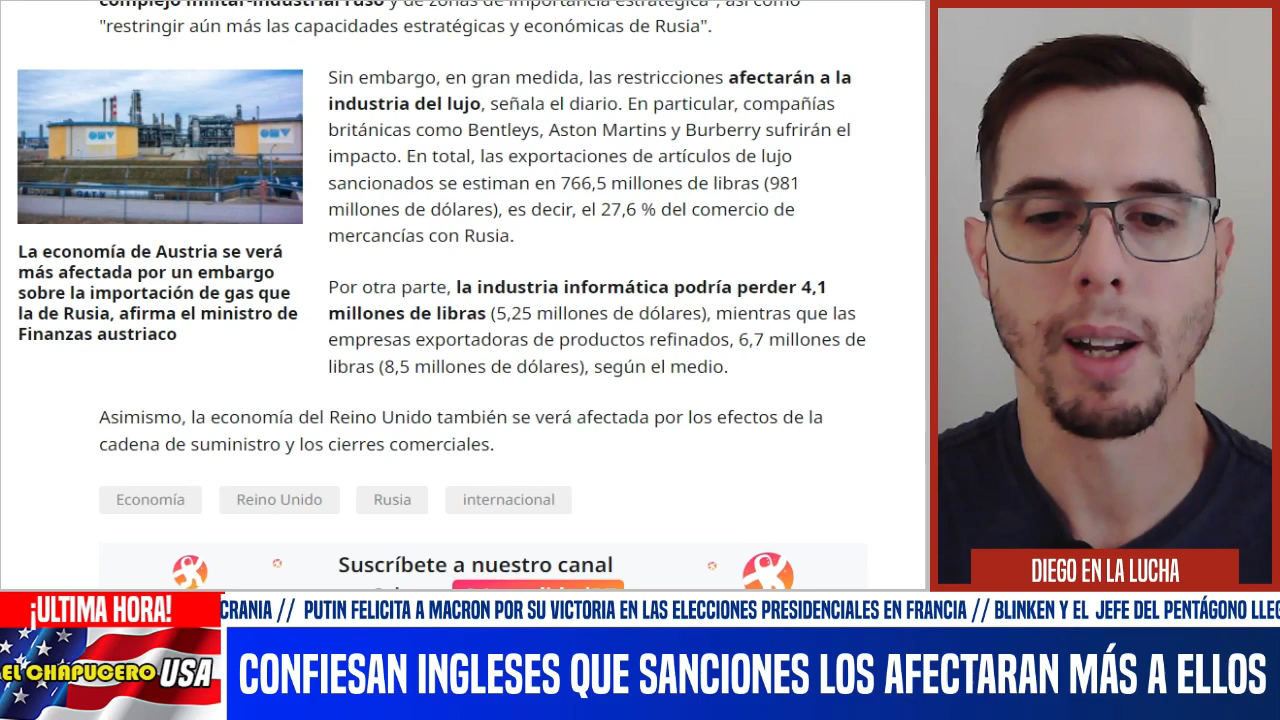 complejo militar-industrial ruso y de zonas de importancia estratégica", así como
"restringir aún más las capacidades estratégicas y económicas de Rusia".
OMV
OMV
La economía de Austria se verá
más afectada por un embargo
sobre la importación de gas que
la de Rusia, afirma el ministro de
Finanzas austriaco
Sin embargo, en gran medida, las restricciones afectarán a la
industria del lujo, señala el diario. En particular, compañías
británicas como Bentleys, Aston Martins y Burberry sufrirán el
impacto. En total, las exportaciones de artículos de lujo
sancionados se estiman en 766,5 millones de libras (981
millones de dólares), es decir, el 27,6 % del comercio de
mercancías con Rusia.
Por otra parte, la industria informática podría perder 4,1
millones de libras (5,25 millones de dólares), mientras que las
empresas exportadoras de productos refinados, 6,7 millones de
libras (8,5 millones de dólares), según el medio.
Asimismo, la economía del Reino Unido también se verá afectada por los efectos de la
cadena de suministro y los cierres comerciales.
Economía
Reino Unido
Rusia
internacional
Suscríbete a nuestro canal
DIEGO EN LA LUCHA
¡ULTIMA HORA!
CRANIA // PUTIN FELICITA A MACRON POR SU VICTORIA EN LAS ELECCIONES PRESIDENCIALES EN FRANCIA // BLINKEN Y EL JEFE DEL PENTÁGONO LLEG
EL CHAPUCERO USA
CONFIESAN INGLESES QUE SANCIONES LOS AFECTARAN MÁS A ELLOS